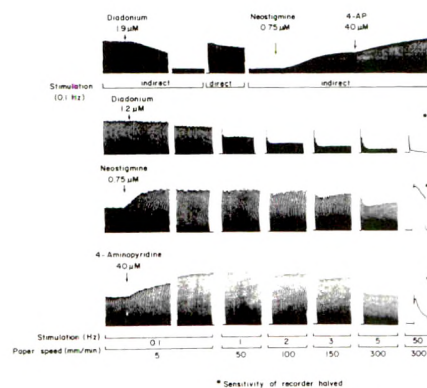 Diadonium
1.9 μM
Neostigmine
0.75 μM
4-AP
40 μM
Stimulation
(0.1 Hz)
indirect
direct
indirect
Diadonium
1.2 μM
*
Neostigmine
0.75 μM
4-Aminopyridine
40 μM
Stimulation (Hz) 0.1 1 2 3 5 50
Paper speed (mm/min) 5 50 100 150 300 300
* Sensitivity of recorder halved